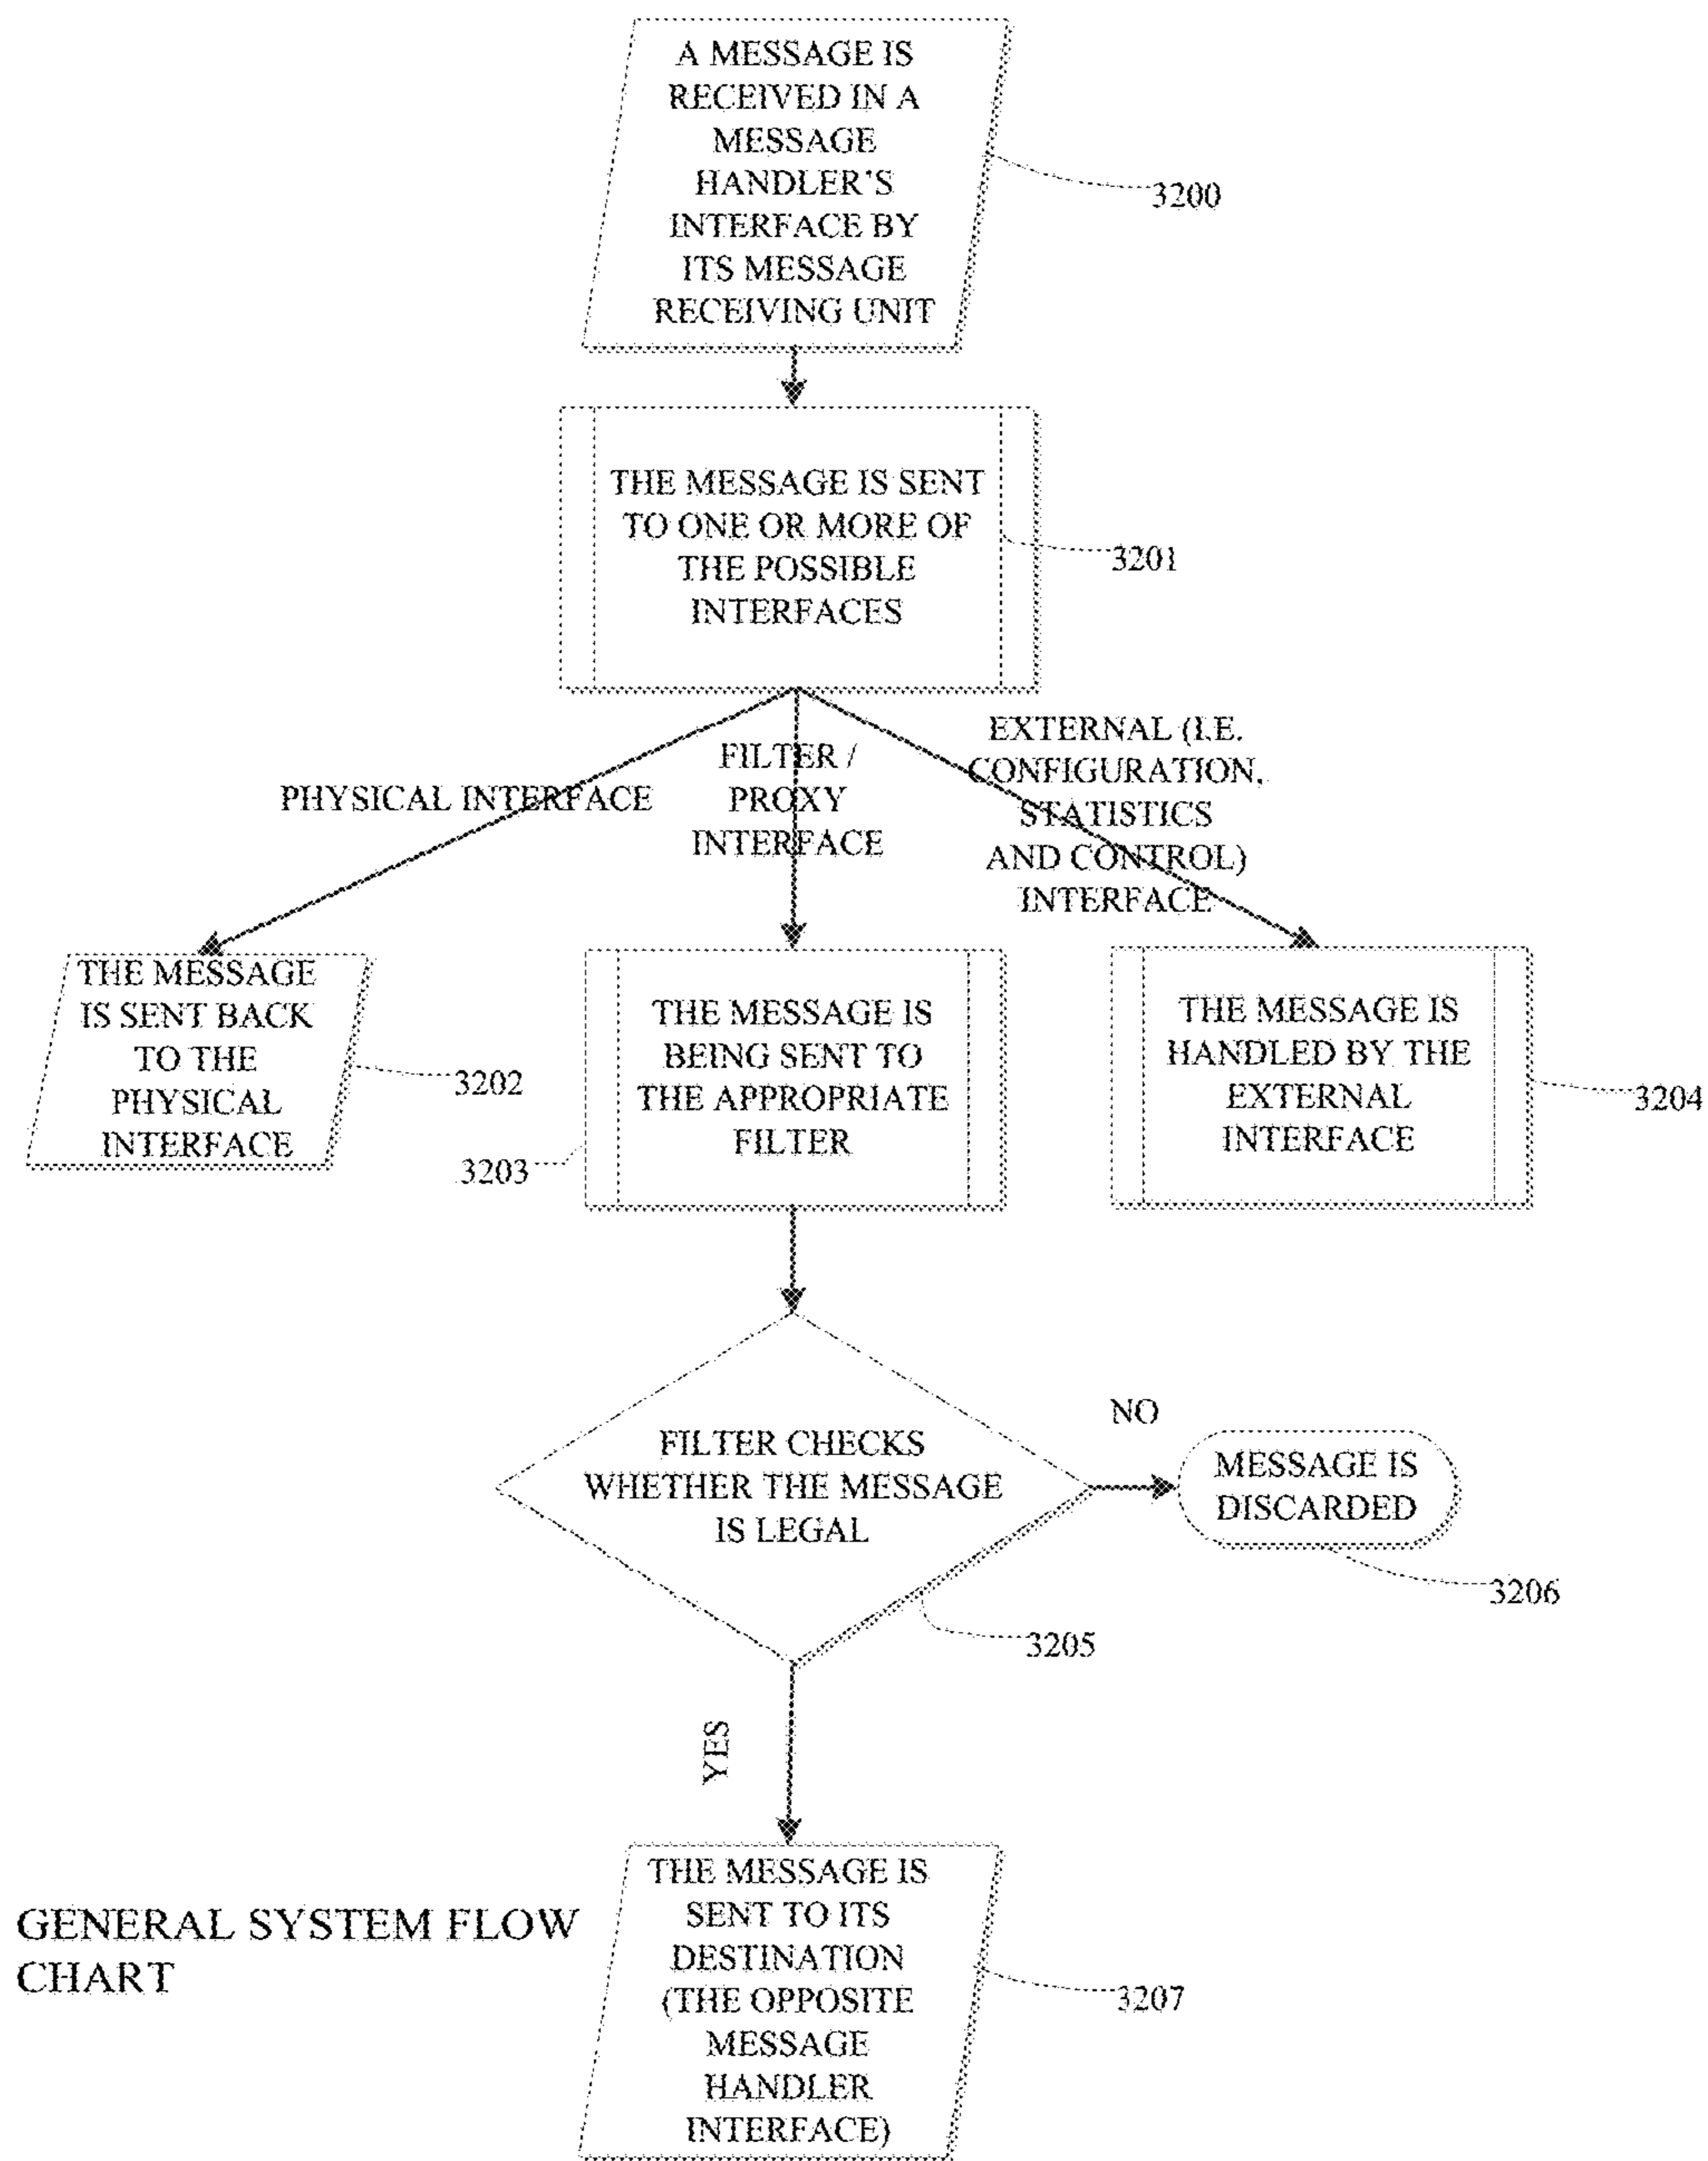 A MESSAGE IS
RECEIVED IN A
MESSAGE
HANDLER'S
INTERFACE BY
ITS MESSAGE
RECEIVING UNIT
3200
THE MESSAGE IS SENT
TO ONE OR MORE OF
THE POSSIBLE
INTERFACES
3201
PHYSICAL INTERFACE
FILTER /
PROXY
INTERFACE
EXTERNAL (I.E.
CONFIGURATION,
STATISTICS
AND CONTROL)
INTERFACE
THE MESSAGE
IS SENT BACK
TO THE
PHYSICAL
INTERFACE
3202
THE MESSAGE IS
BEING SENT TO
THE APPROPRIATE
FILTER
3203
THE MESSAGE IS
HANDLED BY THE
EXTERNAL
INTERFACE
3204
FILTER CHECKS
WHETHER THE MESSAGE
IS LEGAL
3205
NO
MESSAGE IS
DISCARDED
3206
YES
THE MESSAGE IS
SENT TO ITS
DESTINATION
(THE OPPOSITE
MESSAGE
HANDLER
INTERFACE)
3207
GENERAL SYSTEM FLOW
CHART